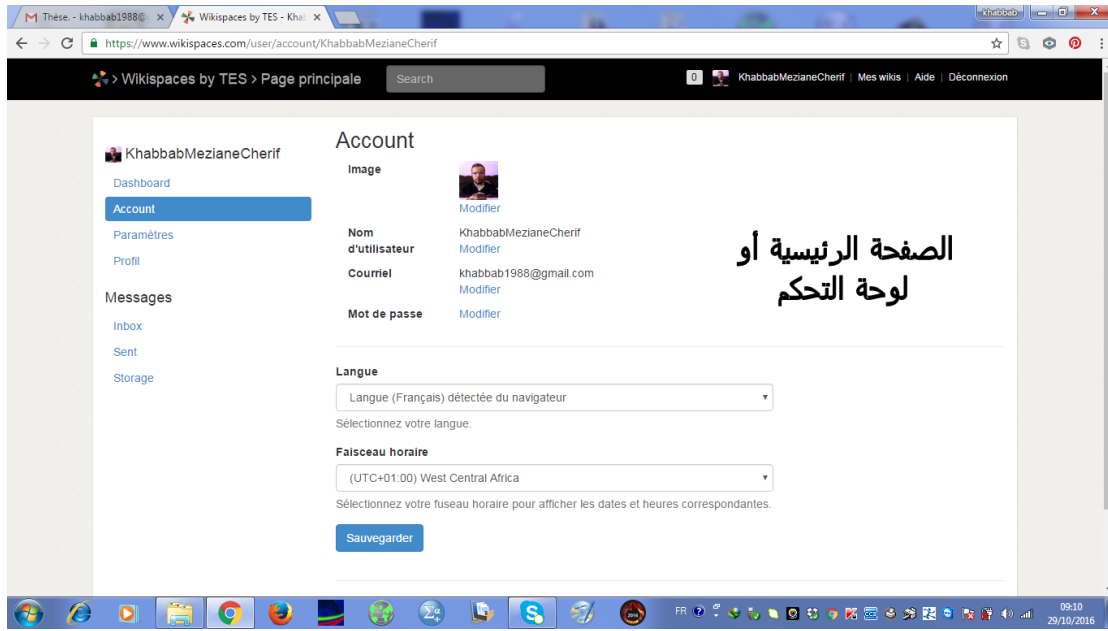 Thèse. - khabbab1988@
Wikispaces by TES - Khal
khabbab
https://www.wikispaces.com/user/account/KhabbabMezianeCherif
> Wikispaces by TES > Page principale
Search
0
KhabbabMezianeCherif | Mes wikis | Aide | Déconnexion
KhabbabMezianeCherif
Dashboard
Account
Paramètres
Profil
Messages
Inbox
Sent
Storage
Account
Image
Modifier
Nom d'utilisateur
KhabbabMezianeCherif
Modifier
Courriel
khabbab1988@gmail.com
Modifier
Mot de passe
Modifier
الصفحة الرئيسية أو
لوحة التحكم
Langue
Langue (Français) détectée du navigateur
Sélectionnez votre langue.
Faisceau horaire
(UTC+01:00) West Central Africa
Sélectionnez votre fuseau horaire pour afficher les dates et heures correspondantes.
Sauvegarder
FR
09:10
29/10/2016